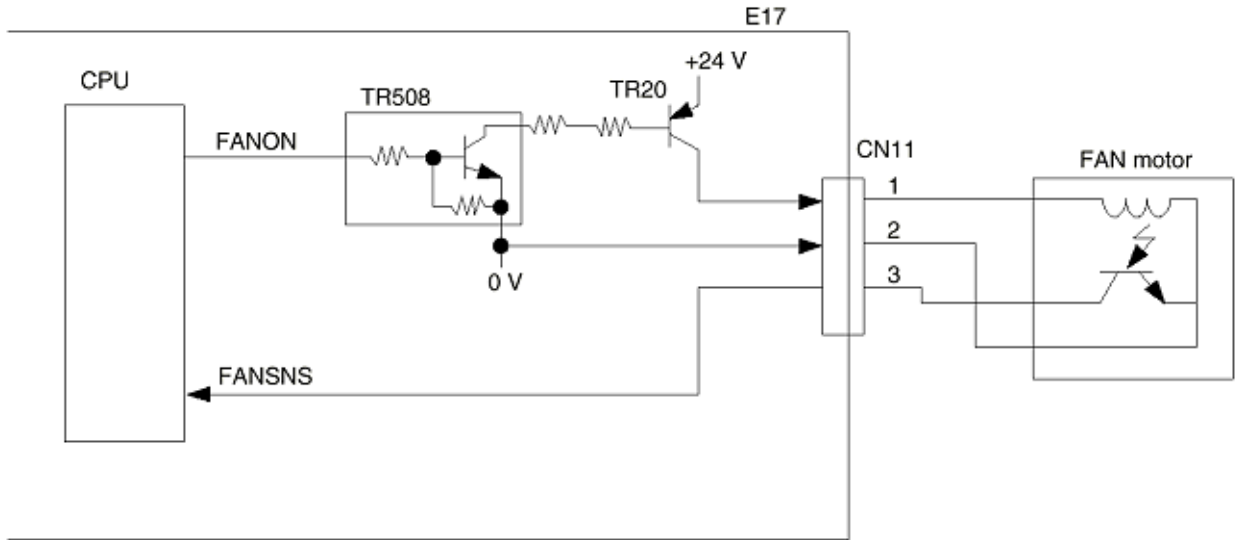 E17
+24 V
CPU
TR20
TR508
FANON
CN11
FAN motor
1
2
3
0 V
FANSNS